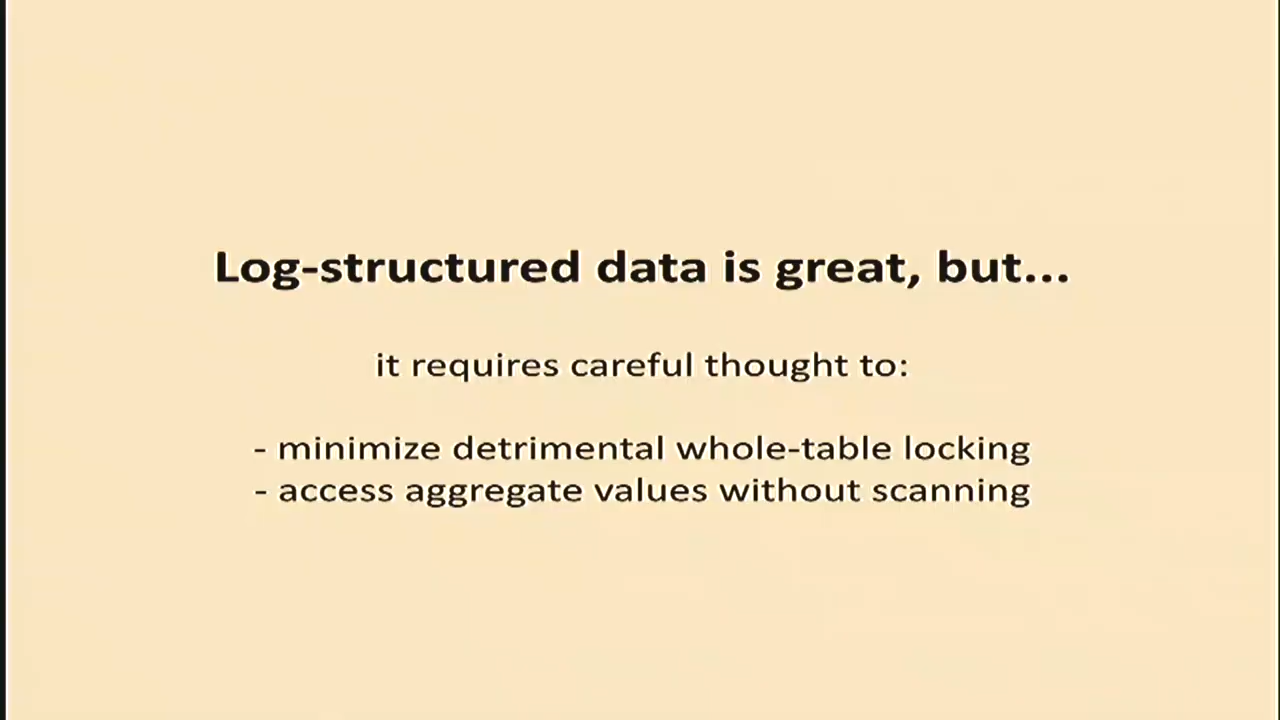 Log-structured data is great, but...
it requires careful thought to:
- minimize detrimental whole-table locking
- access aggregate values without scanning